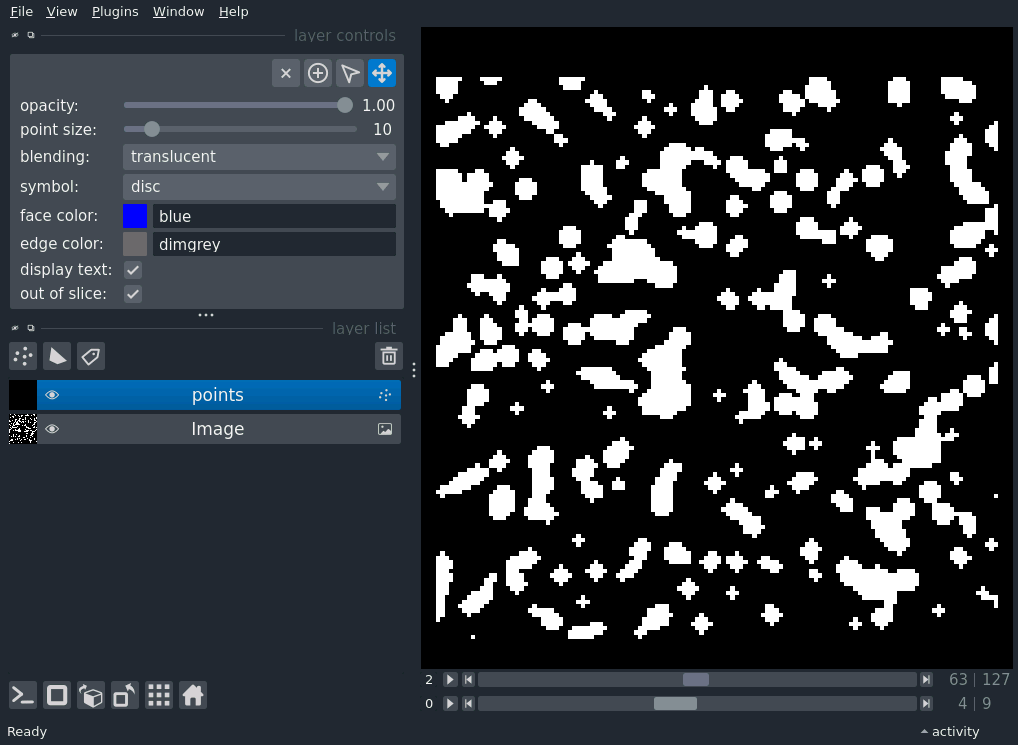 File View Plugins Window Help
layer controls
opacity: 1.00
point size: 10
blending: translucent
symbol: disc
face color: blue
edge color: dimgrey
display text:
out of slice:
layer list
points
Image
2 63 | 127
0 4 | 9
Ready activity